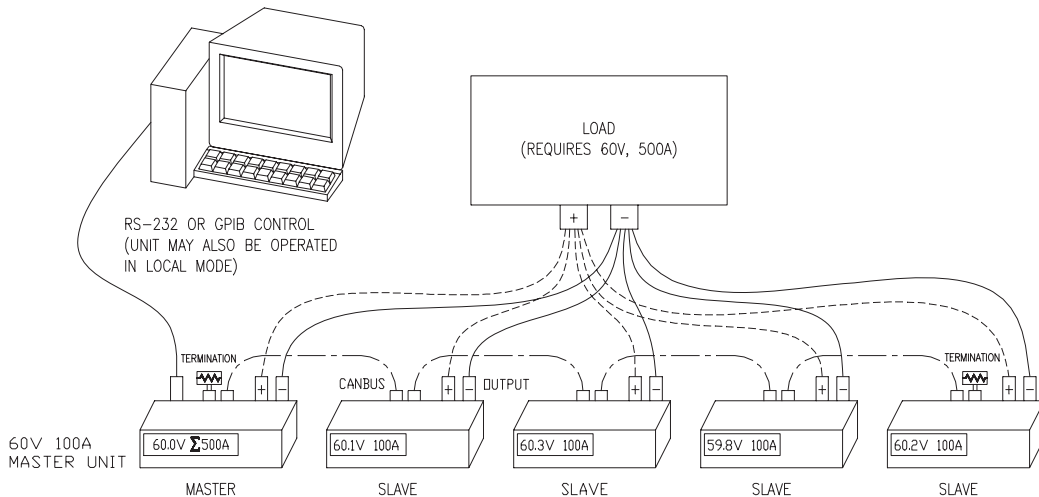 LOAD
(REQUIRES 60V, 500A)
+ −
RS-232 OR GPIB CONTROL
(UNIT MAY ALSO BE OPERATED
IN LOCAL MODE)
TERMINATION
TERMINATION
CANBUS
OUTPUT
+ −
+ −
+ −
+ −
+ −
60V 100A
MASTER UNIT
60.0V Σ500A
60.1V 100A
60.3V 100A
59.8V 100A
60.2V 100A
MASTER
SLAVE
SLAVE
SLAVE
SLAVE